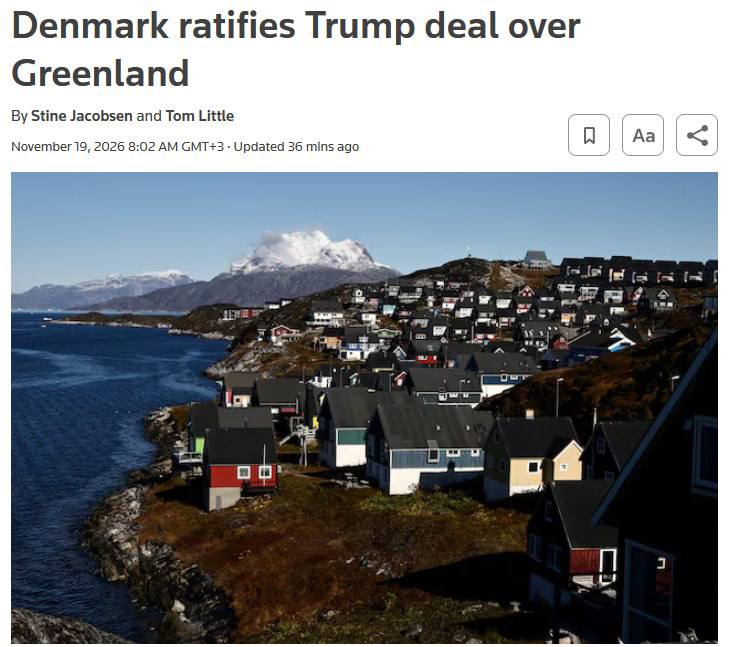 Denmark ratifies Trump deal over
Greenland
By Stine Jacobsen and Tom Little
November 19, 2026 8:02 AM GMT+3 · Updated 36 mins ago
Aa